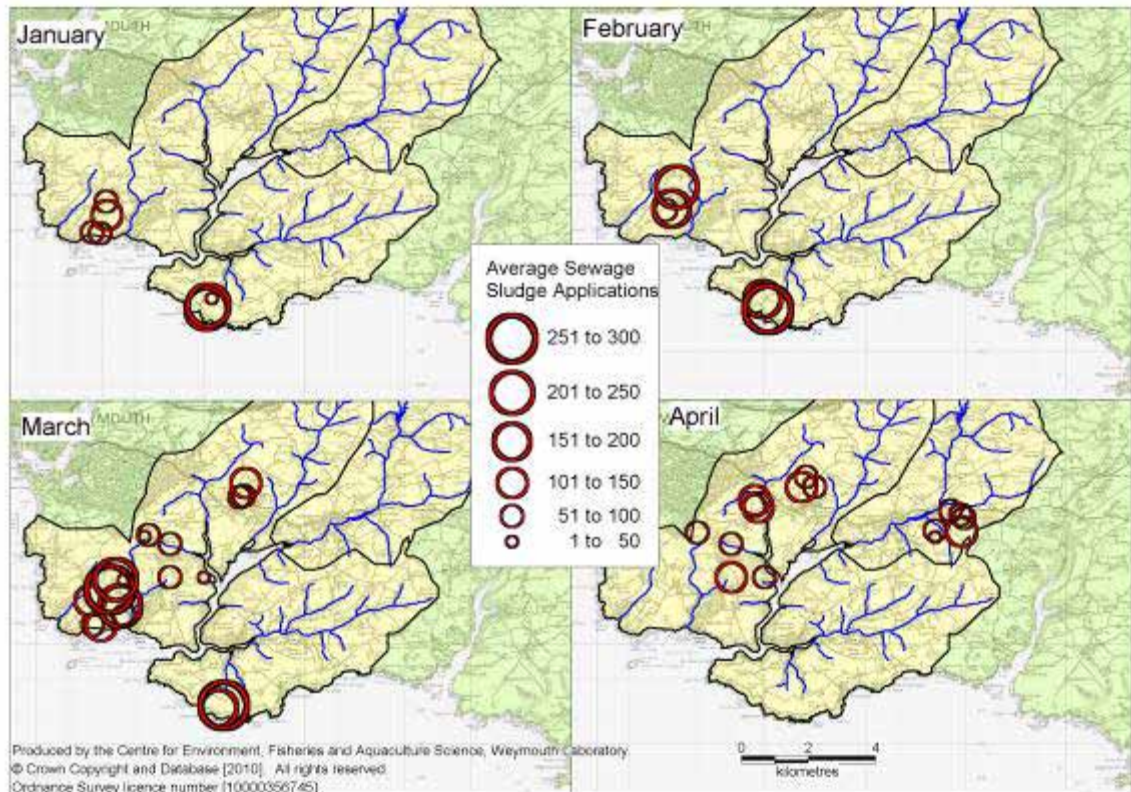 January
MOUTH
February
Average Sewage
Sludge Applications
251 to 300
201 to 250
151 to 200
101 to 150
51 to 100
1 to 50
March
MOUTH
April
0 2 4
kilometres
Produced by the Centre for Environment, Fisheries and Aquaculture Science, Weymouth Laboratory.
© Crown Copyright and Database [2010]. All rights reserved.
Ordnance Survey licence number [10000356745]